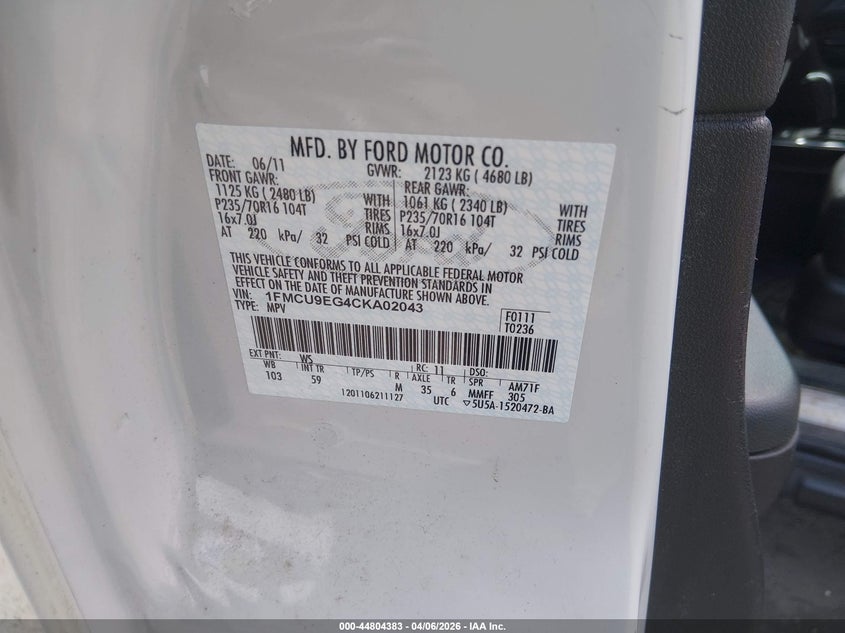 MFD. BY FORD MOTOR CO.
DATE: 06/11 GVWR: 2123 KG ( 4680 LB)
FRONT GAWR: REAR GAWR:
1125 KG ( 2480 LB) WITH 1061 KG ( 2340 LB) WITH
P235/70R16 104T TIRES P235/70R16 104T TIRES
16x7.0J RIMS 16x7.0J RIMS
AT 220 kPa/ 32 PSI COLD AT 220 kPa/ 32 PSI COLD
THIS VEHICLE CONFORMS TO ALL APPLICABLE FEDERAL MOTOR
VEHICLE SAFETY AND THEFT PREVENTION STANDARDS IN
EFFECT ON THE DATE OF MANUFACTURE SHOWN ABOVE.
VIN: 1FMCU9EG4CKA02043
TYPE: MPV
F0111
T0236
EXT PNT: WS RC: 11 DSO:
WB INT TR TP/PS R AXLE TR SPR AM71F
103 59 M 35 6 MMFF 305
1201106211127 UTC ▽5U5A-1520472-BA
Ford
000-44804383 - 04/06/2026 - IAA Inc.